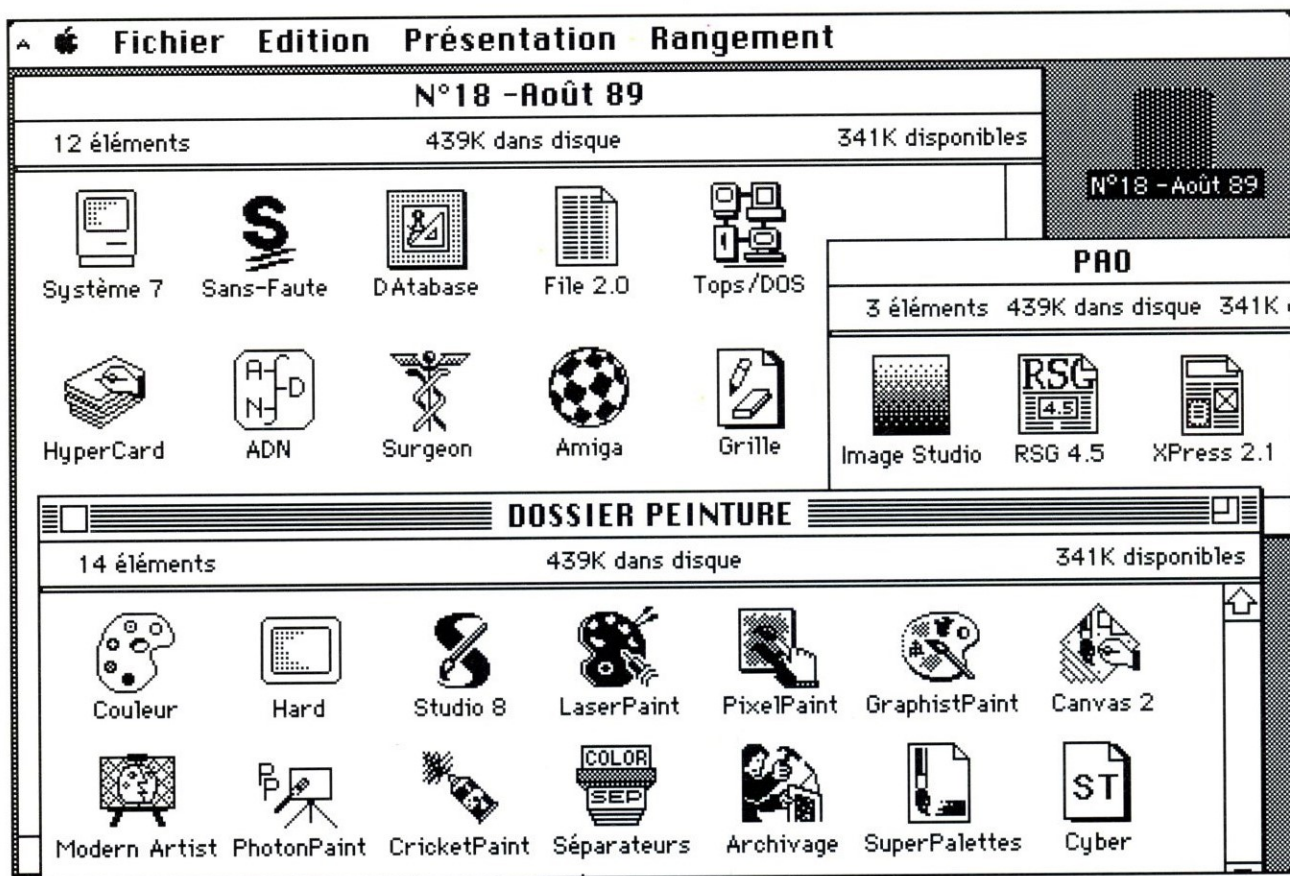 Fichier Edition Présentation Rangement
N°18 -Août 89
12 éléments 439K dans disque 341K disponibles
N°18 -Août 89
Système 7 Sans-Faute DAtabase File 2.0 Tops/DOS
PAO
3 éléments 439K dans disque 341K
A D N
RSG 4.5
HyperCard ADN Surgeon Amiga Grille
Image Studio RSG 4.5 XPress 2.1
DOSSIER PEINTURE
14 éléments 439K dans disque 341K disponibles
Couleur Hard Studio 8 LaserPaint PixelPaint GraphistPaint Canvas 2
PP
COLOR
SEP
ST
Modern Artist PhotonPaint CricketPaint Séparateurs Archivage SuperPalettes Cyber